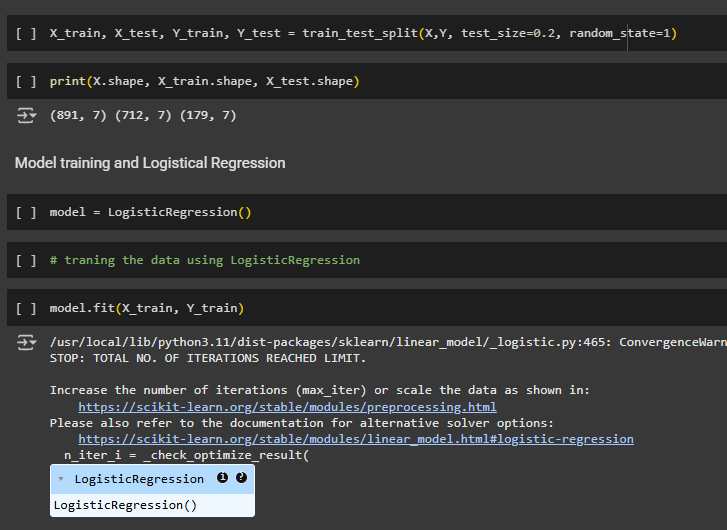 [ ] X_train, X_test, Y_train, Y_test = train_test_split(X,Y, test_size=0.2, random_state=1)
[ ] print(X.shape, X_train.shape, X_test.shape)
(891, 7) (712, 7) (179, 7)
Model training and Logistical Regression
[ ] model = LogisticRegression()
[ ] # traning the data using LogisticRegression
[ ] model.fit(X_train, Y_train)
/usr/local/lib/python3.11/dist-packages/sklearn/linear_model/_logistic.py:465: ConvergenceWarn
STOP: TOTAL NO. OF ITERATIONS REACHED LIMIT.
Increase the number of iterations (max_iter) or scale the data as shown in:
https://scikit-learn.org/stable/modules/preprocessing.html
Please also refer to the documentation for alternative solver options:
https://scikit-learn.org/stable/modules/linear_model.html#logistic-regression
n_iter_i = _check_optimize_result(
LogisticRegression i ?
LogisticRegression()